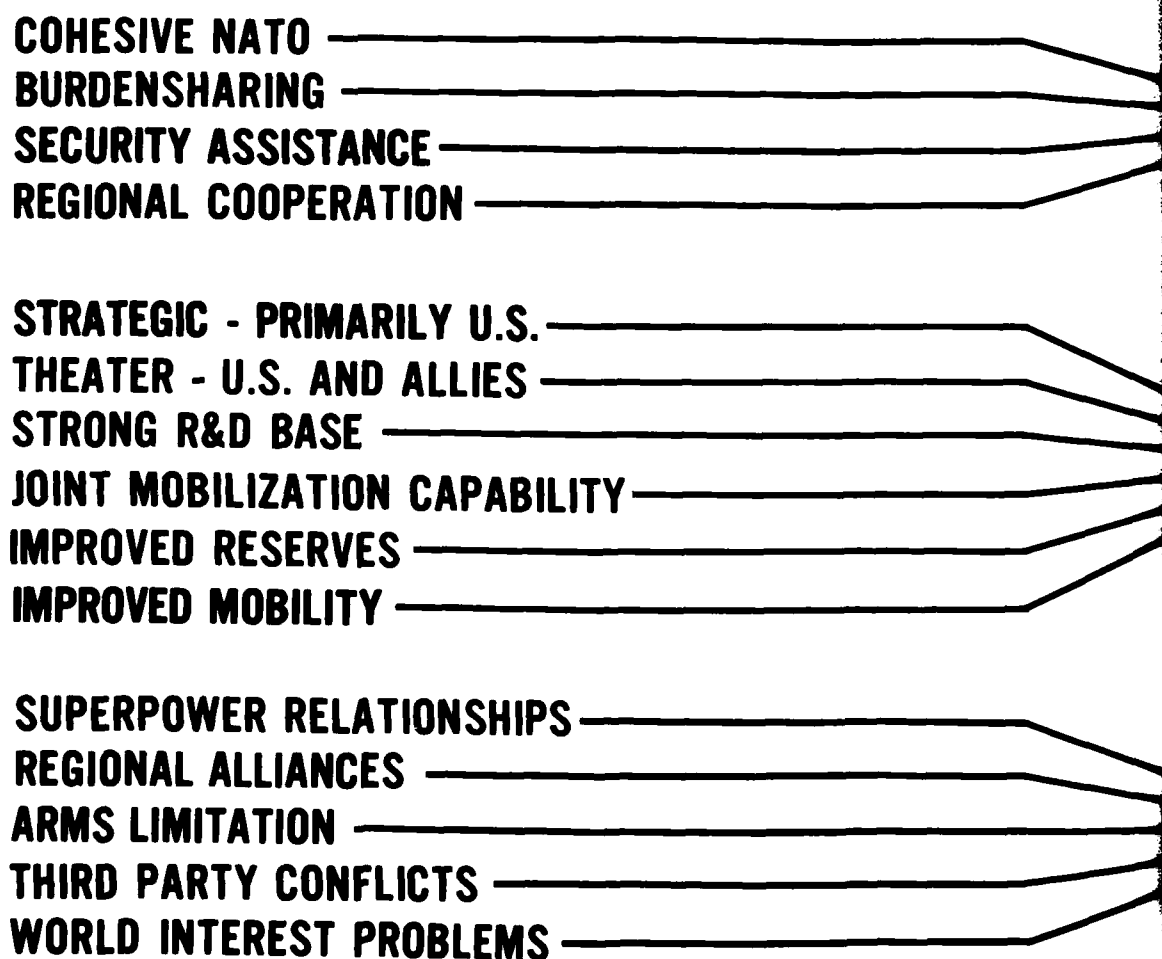 COHESIVE NATO
BURDENSHARING
SECURITY ASSISTANCE
REGIONAL COOPERATION
STRATEGIC - PRIMARILY U.S.
THEATER - U.S. AND ALLIES
STRONG R&D BASE
JOINT MOBILIZATION CAPABILITY
IMPROVED RESERVES
IMPROVED MOBILITY
SUPERPOWER RELATIONSHIPS
REGIONAL ALLIANCES
ARMS LIMITATION
THIRD PARTY CONFLICTS
WORLD INTEREST PROBLEMS